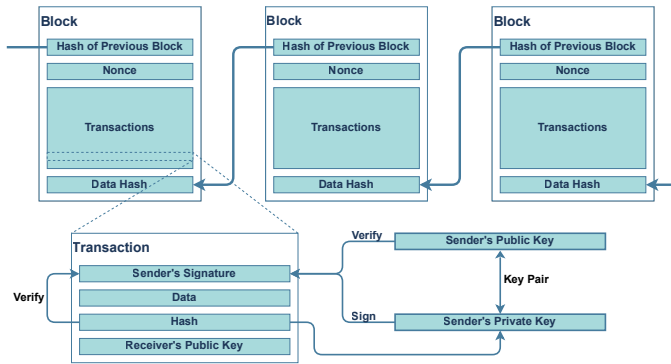 Block
Hash of Previous Block
Nonce
Transactions
Data Hash
Block
Hash of Previous Block
Nonce
Transactions
Data Hash
Block
Hash of Previous Block
Nonce
Transactions
Data Hash
Transaction
Sender's Signature
Data
Hash
Receiver's Public Key
Verify
Verify
Sign
Sender's Public Key
Key Pair
Sender's Private Key